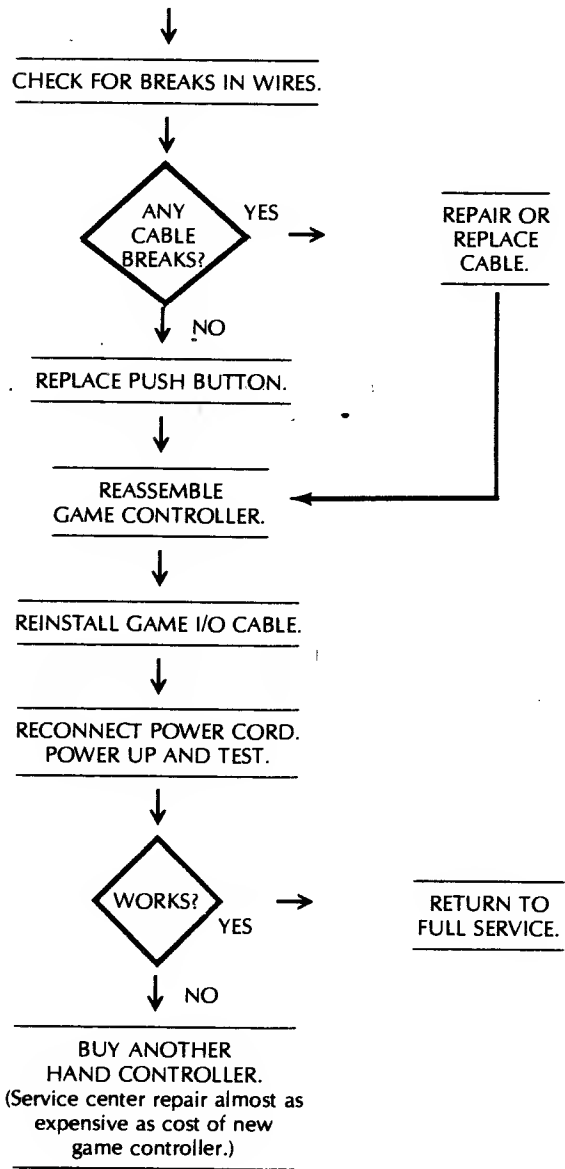 CHECK FOR BREAKS IN WIRES.
ANY
CABLE
BREAKS?
YES
REPAIR OR
REPLACE
CABLE.
NO
REPLACE PUSH BUTTON.
REASSEMBLE
GAME CONTROLLER.
REINSTALL GAME I/O CABLE.
RECONNECT POWER CORD.
POWER UP AND TEST.
WORKS?
YES
RETURN TO
FULL SERVICE.
NO
BUY ANOTHER
HAND CONTROLLER.
(Service center repair almost as
expensive as cost of new
game controller.)